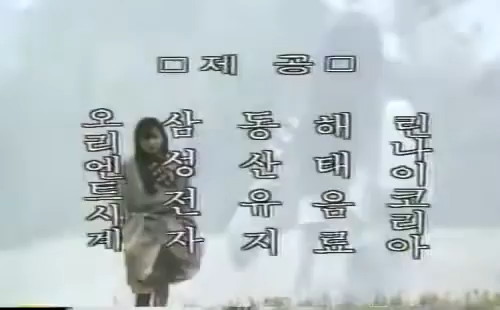 □제 공□
오리엔트시계
삼성전자
동산유지
해태음료
린나이코리아